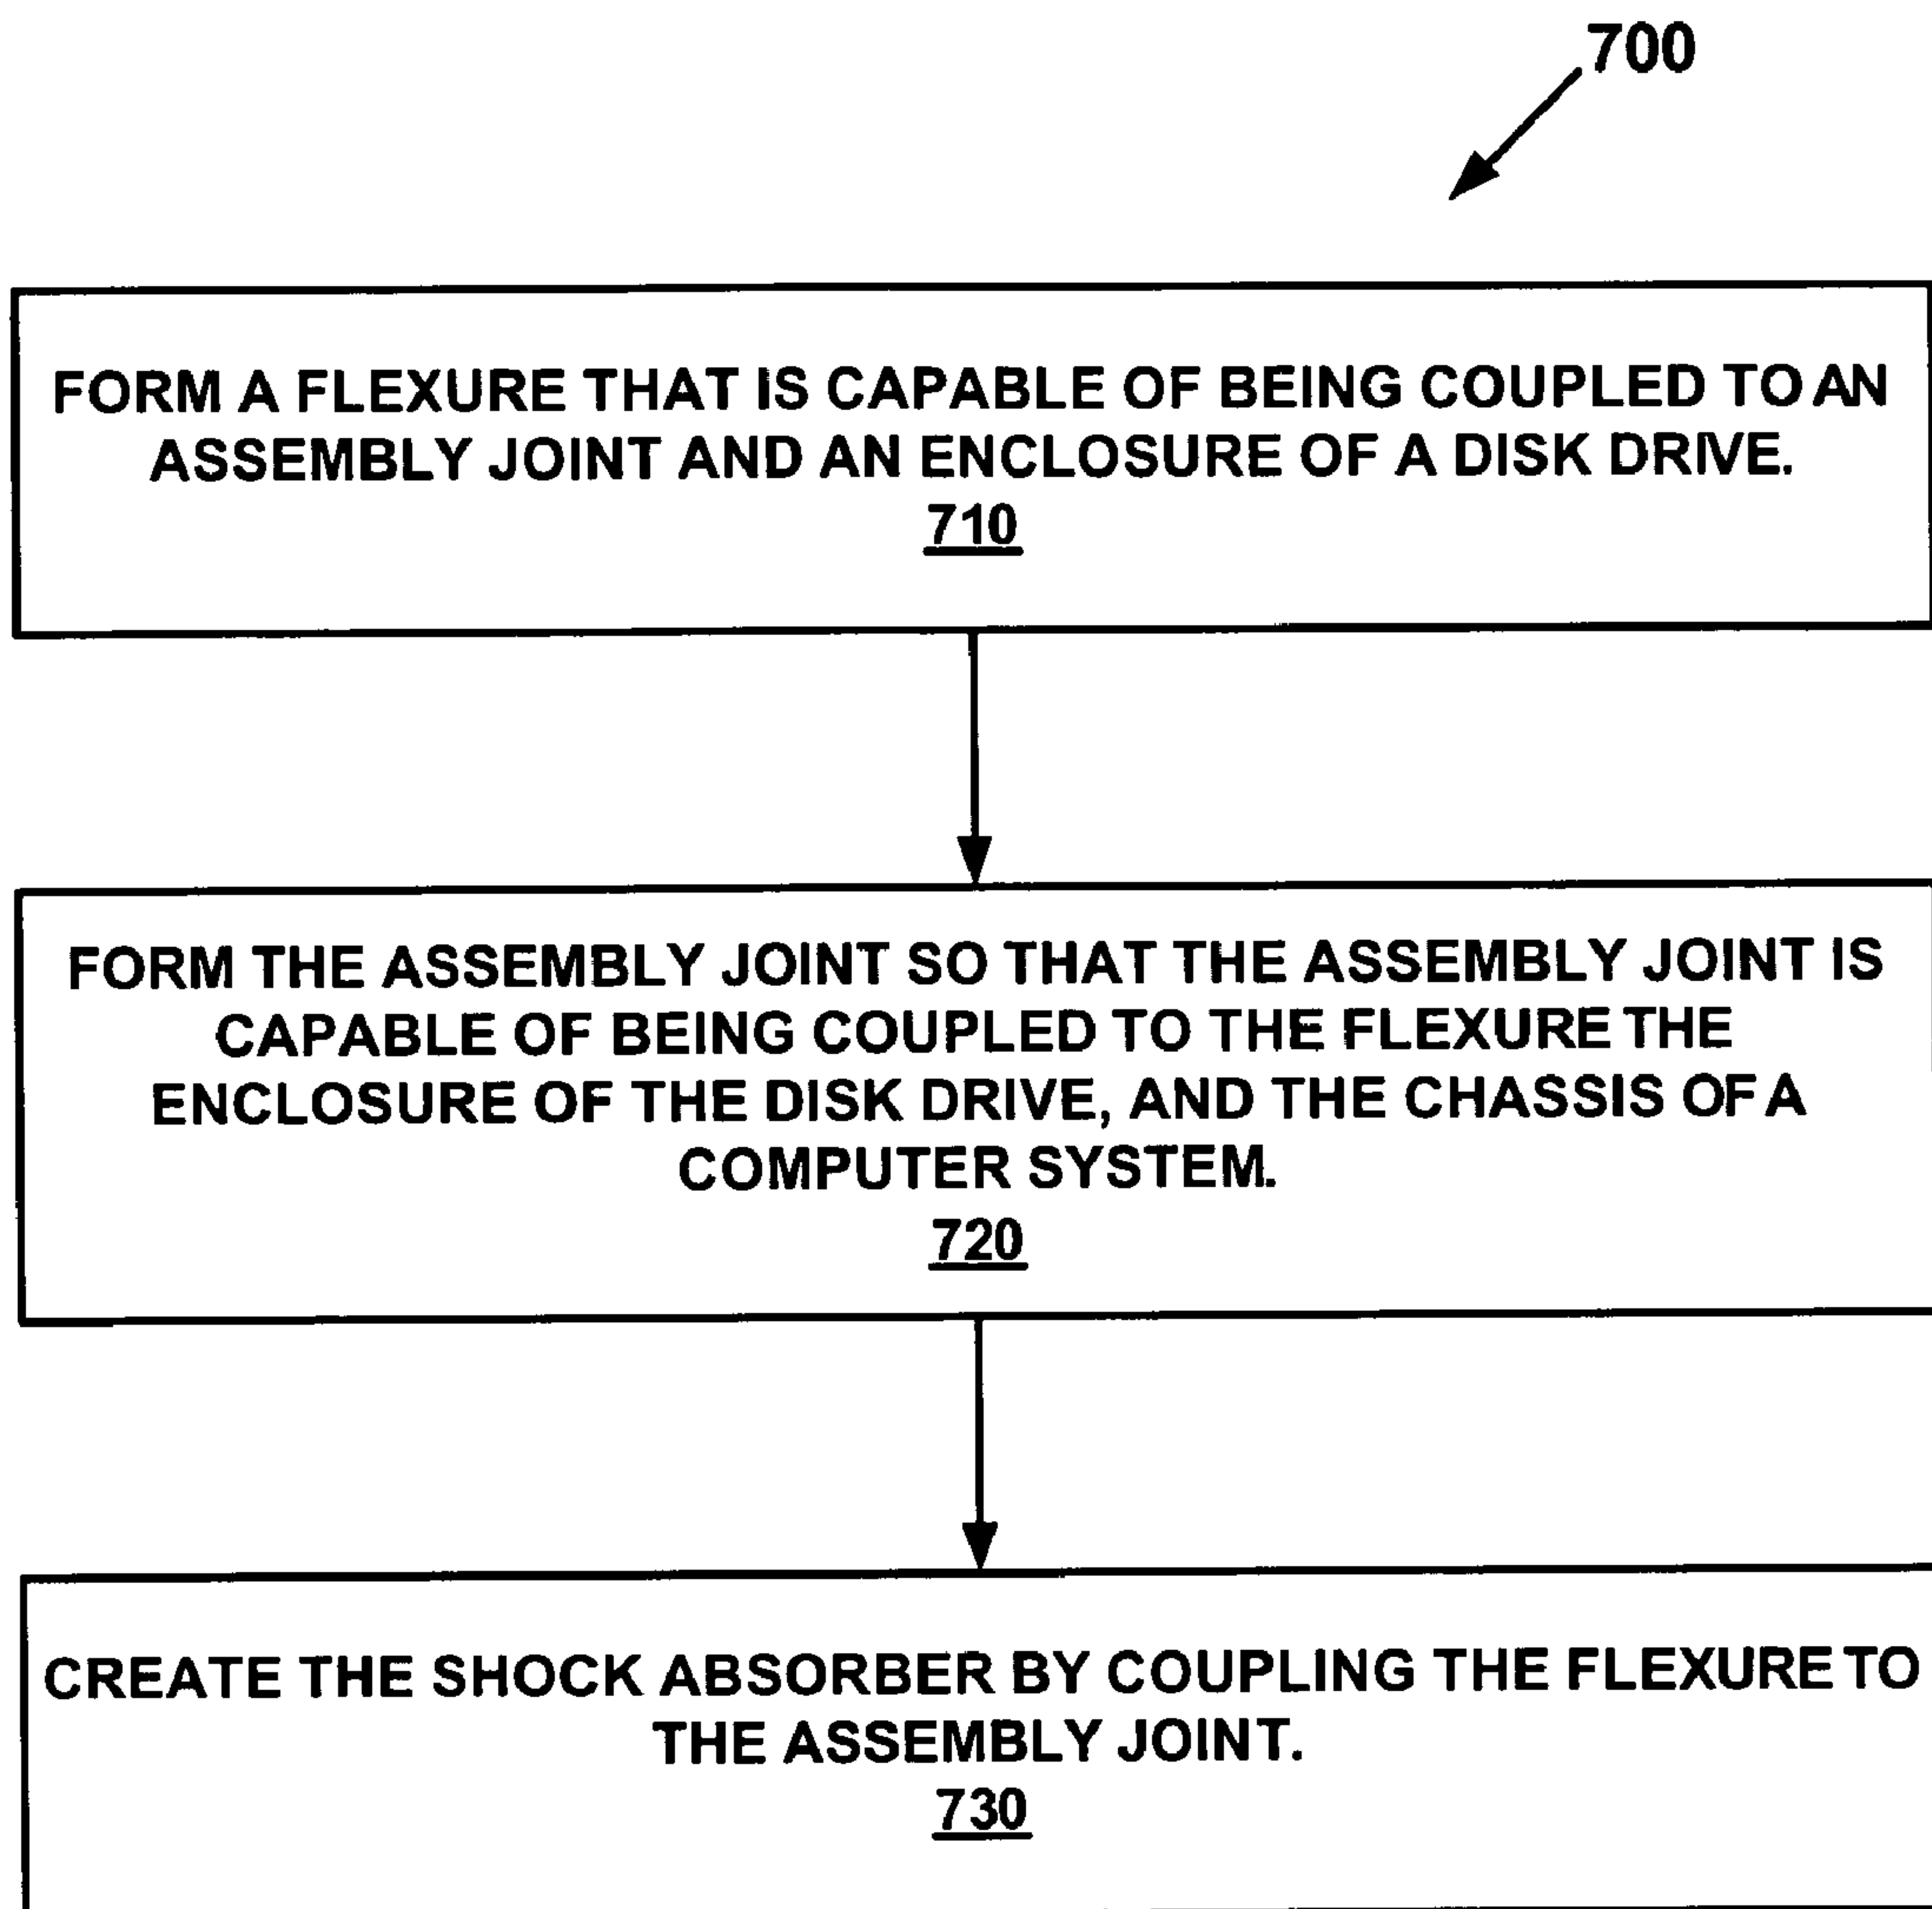 700
FORM A FLEXURE THAT IS CAPABLE OF BEING COUPLED TO AN
ASSEMBLY JOINT AND AN ENCLOSURE OF A DISK DRIVE.
710
FORM THE ASSEMBLY JOINT SO THAT THE ASSEMBLY JOINT IS
CAPABLE OF BEING COUPLED TO THE FLEXURE THE
ENCLOSURE OF THE DISK DRIVE, AND THE CHASSIS OF A
COMPUTER SYSTEM.
720
CREATE THE SHOCK ABSORBER BY COUPLING THE FLEXURE TO
THE ASSEMBLY JOINT.
730